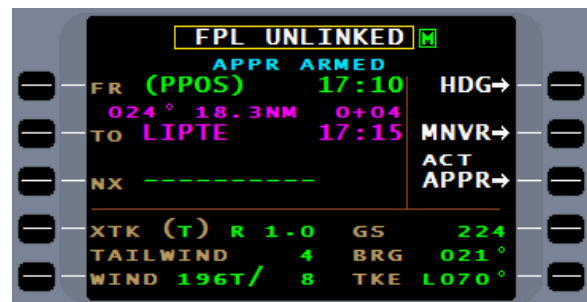 FPL UNLINKED M
APPR ARMED
FR (PPOS) 17:10 HDG→
024° 18.3NM 0+04
TO LIPTE 17:15 MNVR→
ACT
NX ---------- APPR→
XTK (T) R 1.0 GS 224
TAILWIND 4 BRG 021°
WIND 196T/ 8 TKE L070°